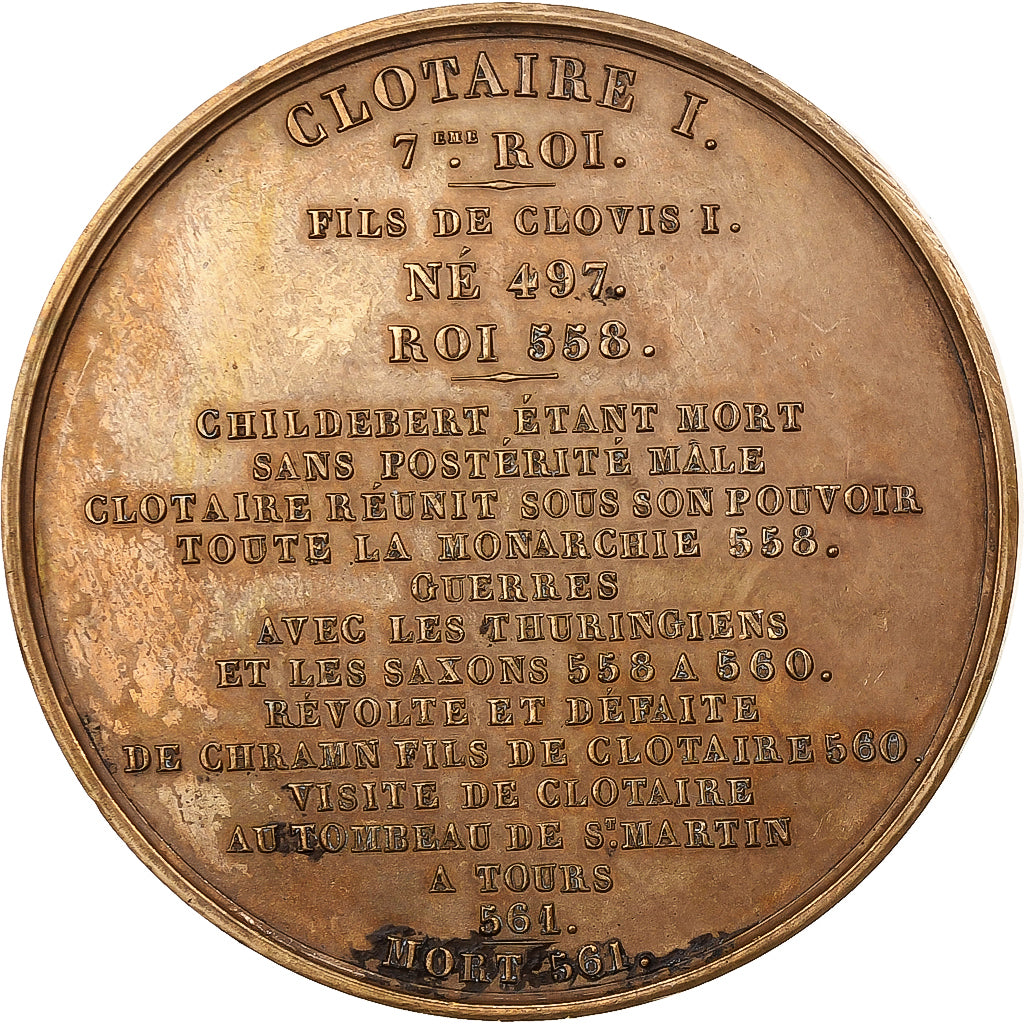 CLOTAIRE I.
7EME. ROI.
FILS DE CLOVIS I.
NÉ 497.
ROI 558.
CHILDEBERT ÉTANT MORT
SANS POSTÉRITÉ MÂLE
CLOTAIRE RÉUNIT SOUS SON POUVOIR
TOUTE LA MONARCHIE 558.
GUERRES
AVEC LES THURINGIENS
ET LES SAXONS 558 A 560.
RÉVOLTE ET DÉFAITE
DE CHRAMN FILS DE CLOTAIRE 560.
VISITE DE CLOTAIRE
AU TOMBEAU DE ST. MARTIN
A TOURS
561.
MORT 561.